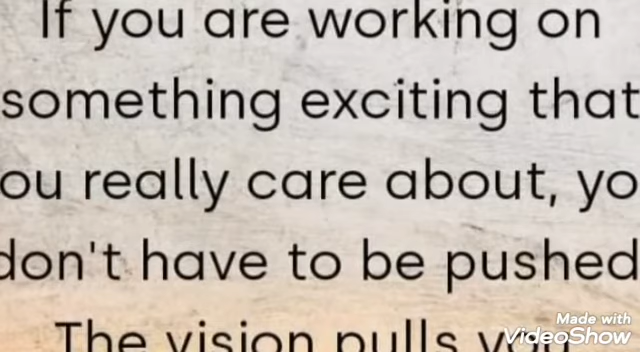 If you are working on
something exciting that
ou really care about, yo
don't have to be pushed
The vision pulls you
Made with
VideoShow